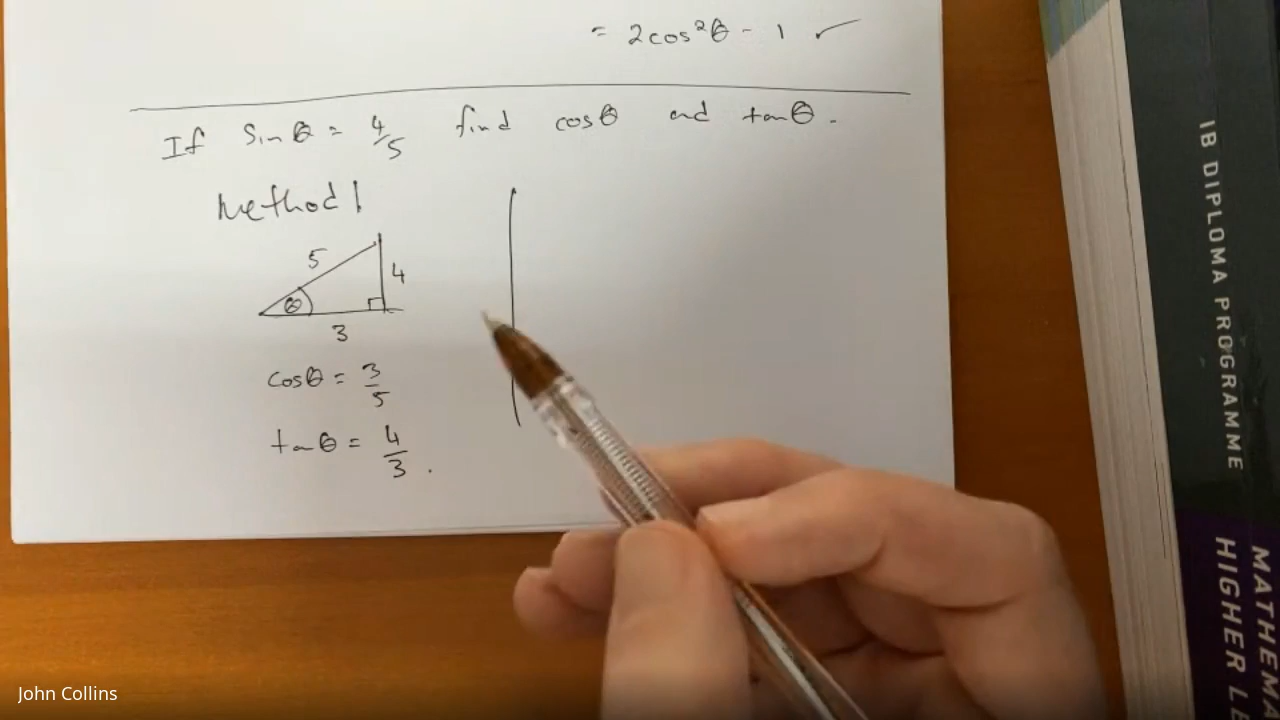 = 2cos²θ - 1 ✓
If Sinθ = 4/5 find cosθ and tanθ.
Method 1
5
4
θ
3
cosθ = 3/5
tanθ = 4/3.
IB DIPLOMA PROGRAMME
MATHEMA
HIGHER LE
John Collins